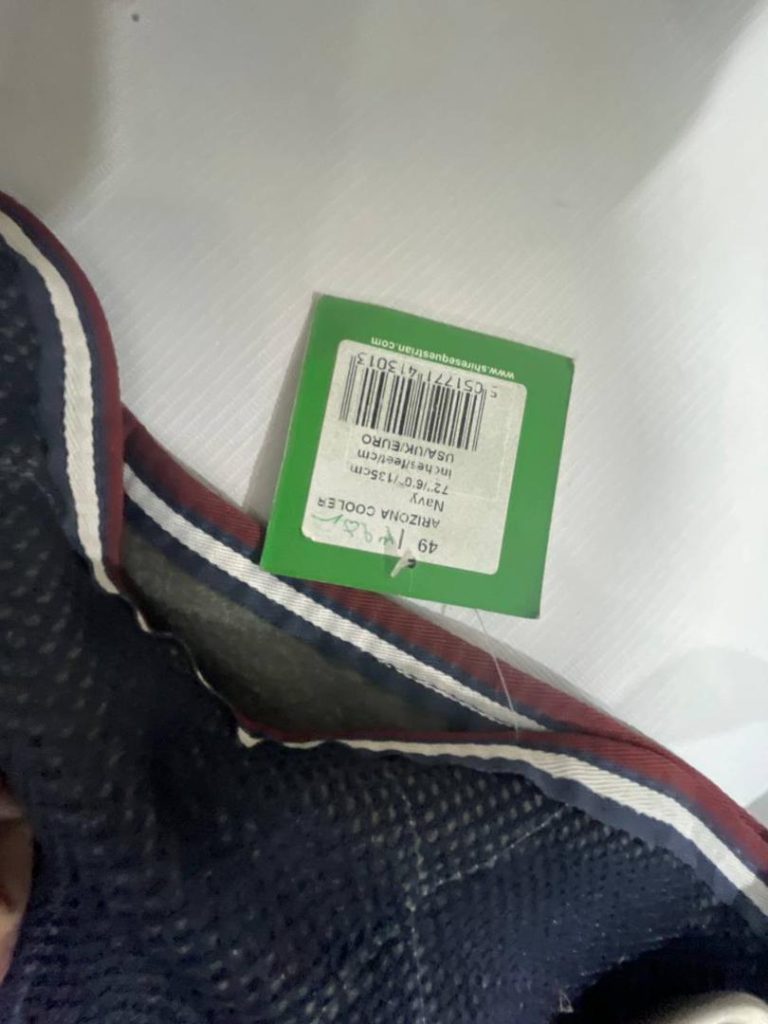 49
ARIZONA COOLER
Navy
72"/6'0"/135cm
inches/feet/cm
USA/UK/EURO
5 051771 413013
www.shiresequestrian.com